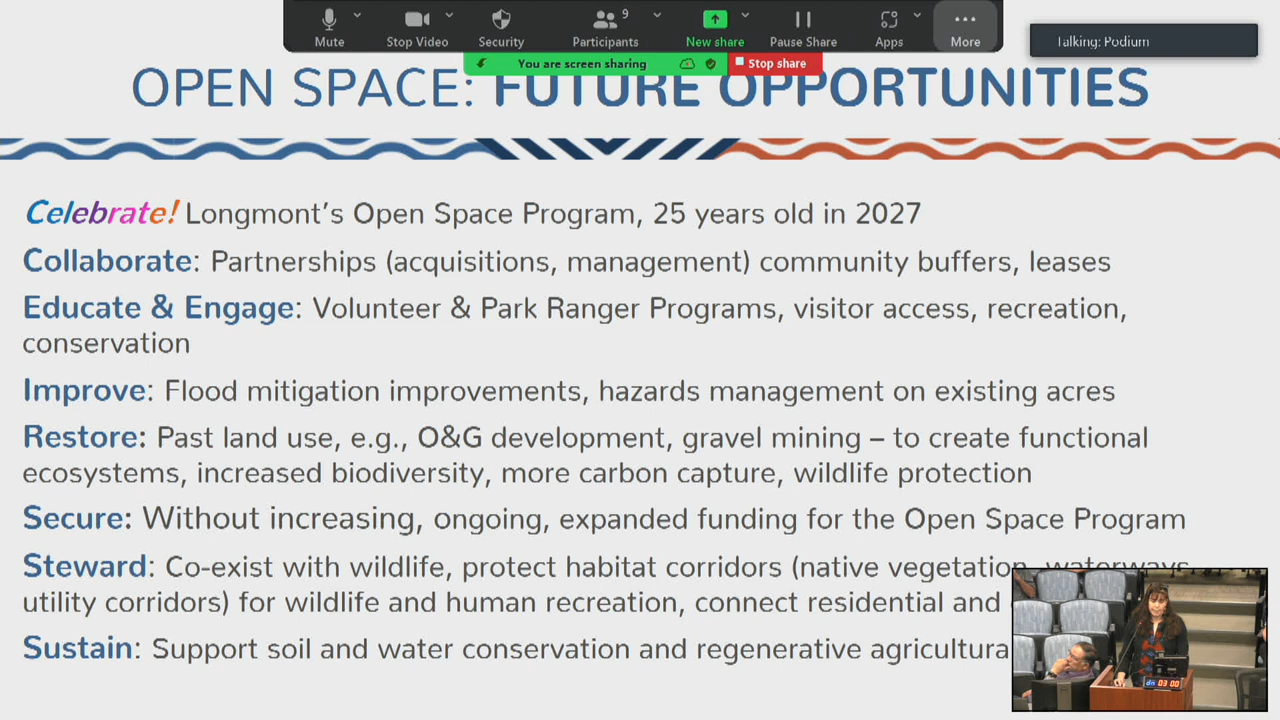 9
Mute
Stop Video
Security
Participants
New share
Pause Share
Apps
More
Talking: Podium
You are screen sharing
Stop share
OPEN SPACE: FUTURE OPPORTUNITIES
Celebrate! Longmont's Open Space Program, 25 years old in 2027
Collaborate: Partnerships (acquisitions, management) community buffers, leases
Educate & Engage: Volunteer & Park Ranger Programs, visitor access, recreation,
conservation
Improve: Flood mitigation improvements, hazards management on existing acres
Restore: Past land use, e.g., O&G development, gravel mining – to create functional
ecosystems, increased biodiversity, more carbon capture, wildlife protection
Secure: Without increasing, ongoing, expanded funding for the Open Space Program
Steward: Co-exist with wildlife, protect habitat corridors (native vegetation, waterways
utility corridors) for wildlife and human recreation, connect residential and
Sustain: Support soil and water conservation and regenerative agricultura
03 00